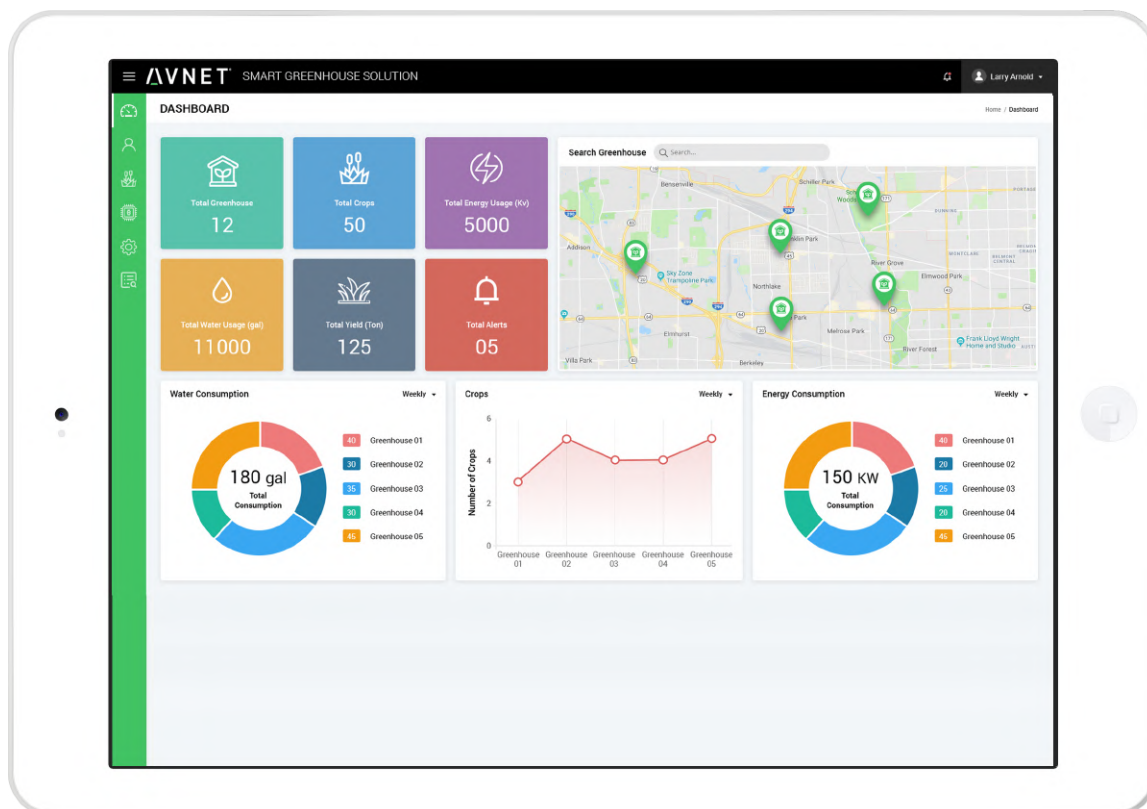 AVNET SMART GREENHOUSE SOLUTION
Larry Arnold
DASHBOARD
Home / Dashboard
Total Greenhouse
12
Total Crops
50
Total Energy Usage (Kv)
5000
Total Water Usage (gal)
11000
Total Yield (Ton)
125
Total Alerts
05
Search Greenhouse
Search...
Bensenville
Schiller Park
Addison
Franklin Park
River Grove
Elmwood Park
Sky Zone
Trampoline Park
Northlake
Elmhurst
Melrose Park
Frank Lloyd Wright
Home and Studio
River Forest
Villa Park
Berkeley
Water Consumption
Weekly
180 gal
Total
Consumption
40 Greenhouse 01
30 Greenhouse 02
35 Greenhouse 03
30 Greenhouse 04
45 Greenhouse 05
Crops
Weekly
Number of Crops
6
4
2
0
Greenhouse 01
Greenhouse 02
Greenhouse 03
Greenhouse 04
Greenhouse 05
Energy Consumption
Weekly
150 KW
Total
Consumption
40 Greenhouse 01
20 Greenhouse 02
25 Greenhouse 03
20 Greenhouse 04
45 Greenhouse 05